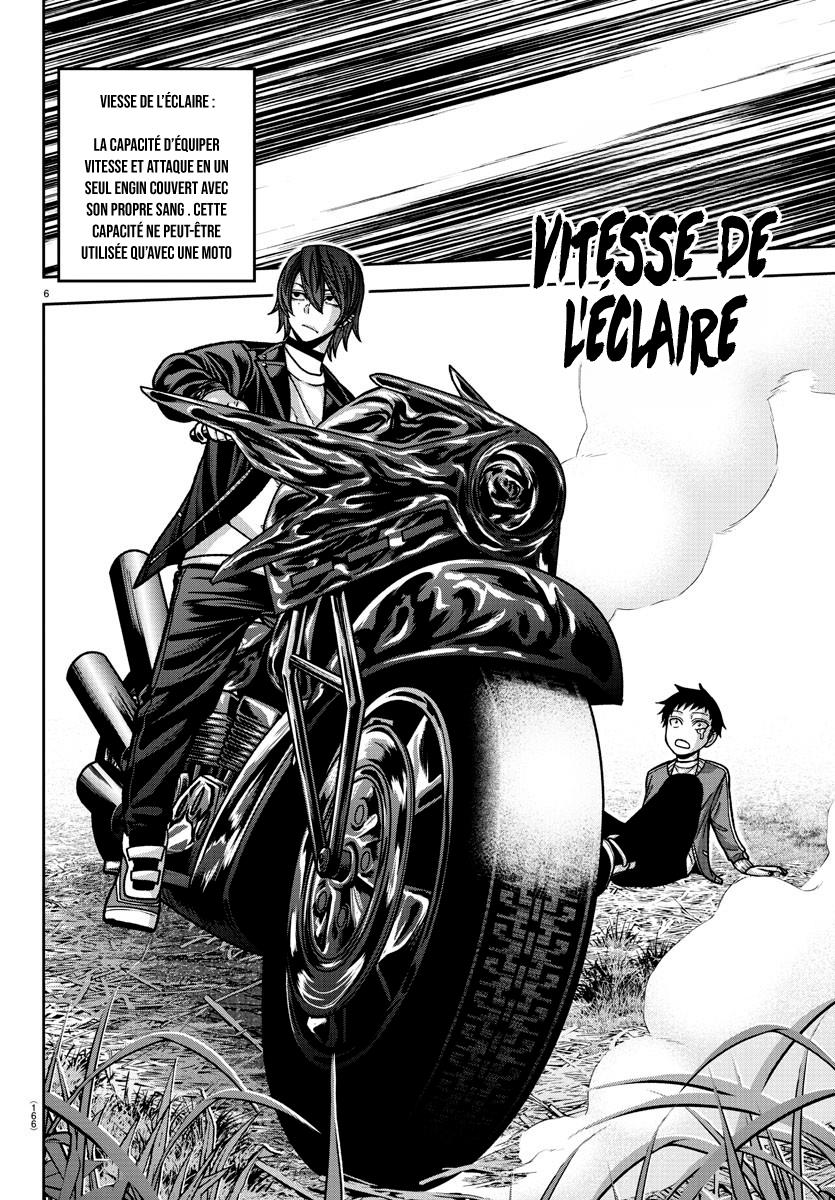 VIESSE DE L'ÉCLAIRE :
LA CAPACITÉ D'ÉQUIPER
VITESSE ET ATTAQUE EN UN
SEUL ENGIN COUVERT AVEC
SON PROPRE SANG . CETTE
CAPACITÉ NE PEUT-ÊTRE
UTILISÉE QU'AVEC UNE MOTO
VITESSE DE
L'ÉCLAIRE
6
(166)